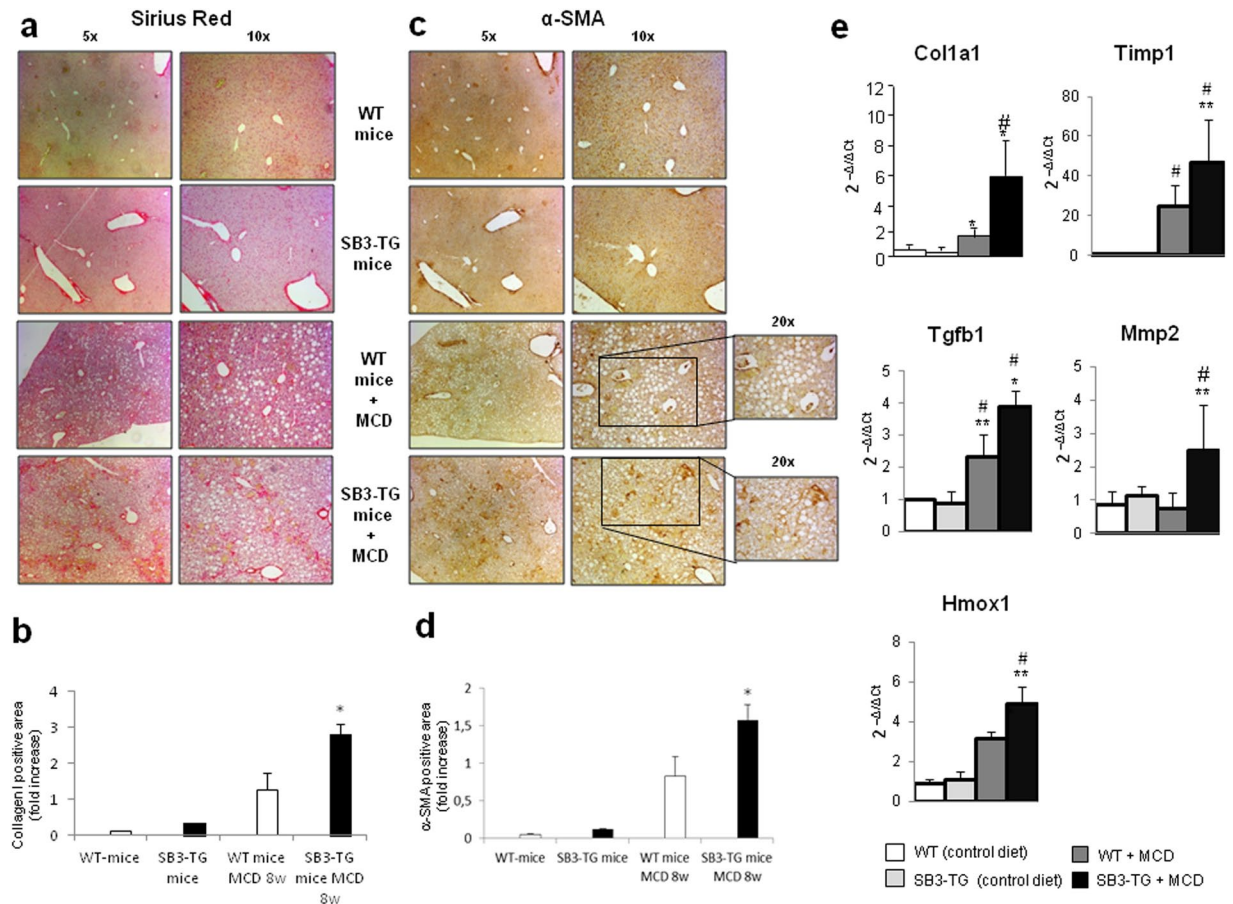 a
Sirius Red
5x
10x
WT
mice
SB3-TG
mice
WT
mice
+
MCD
SB3-TG
mice
+
MCD
c
α-SMA
5x
10x
20x
20x
b
Collagen I positive area
(fold increase)
4
3
2
1
0
WT-mice
SB3-TG
mice
WT mice
MCD 8w
SB3-TG
mice MCD
8w
*
d
α-SMA positive area
(fold increase)
2
1,5
1
0,5
0
WT-mice
SB3-TG mice
WT mice
MCD 8w
SB3-TG mice
MCD 8w
*
e
Col1a1
2 –Δ/ΔCt
12
10
8
6
4
2
2
0
*
#
*
Timp1
2 –Δ/ΔCt
80
60
40
20
0
#
#
**
Tgfb1
2 –Δ/ΔCt
5
4
3
2
1
0
#
**
#
*
Mmp2
2 –Δ/ΔCt
5
4
3
2
1
0
#
**
Hmox1
2 –Δ/ΔCt
8
6
4
2
0
#
**
WT (control diet)
SB3-TG (control diet)
WT + MCD
SB3-TG + MCD